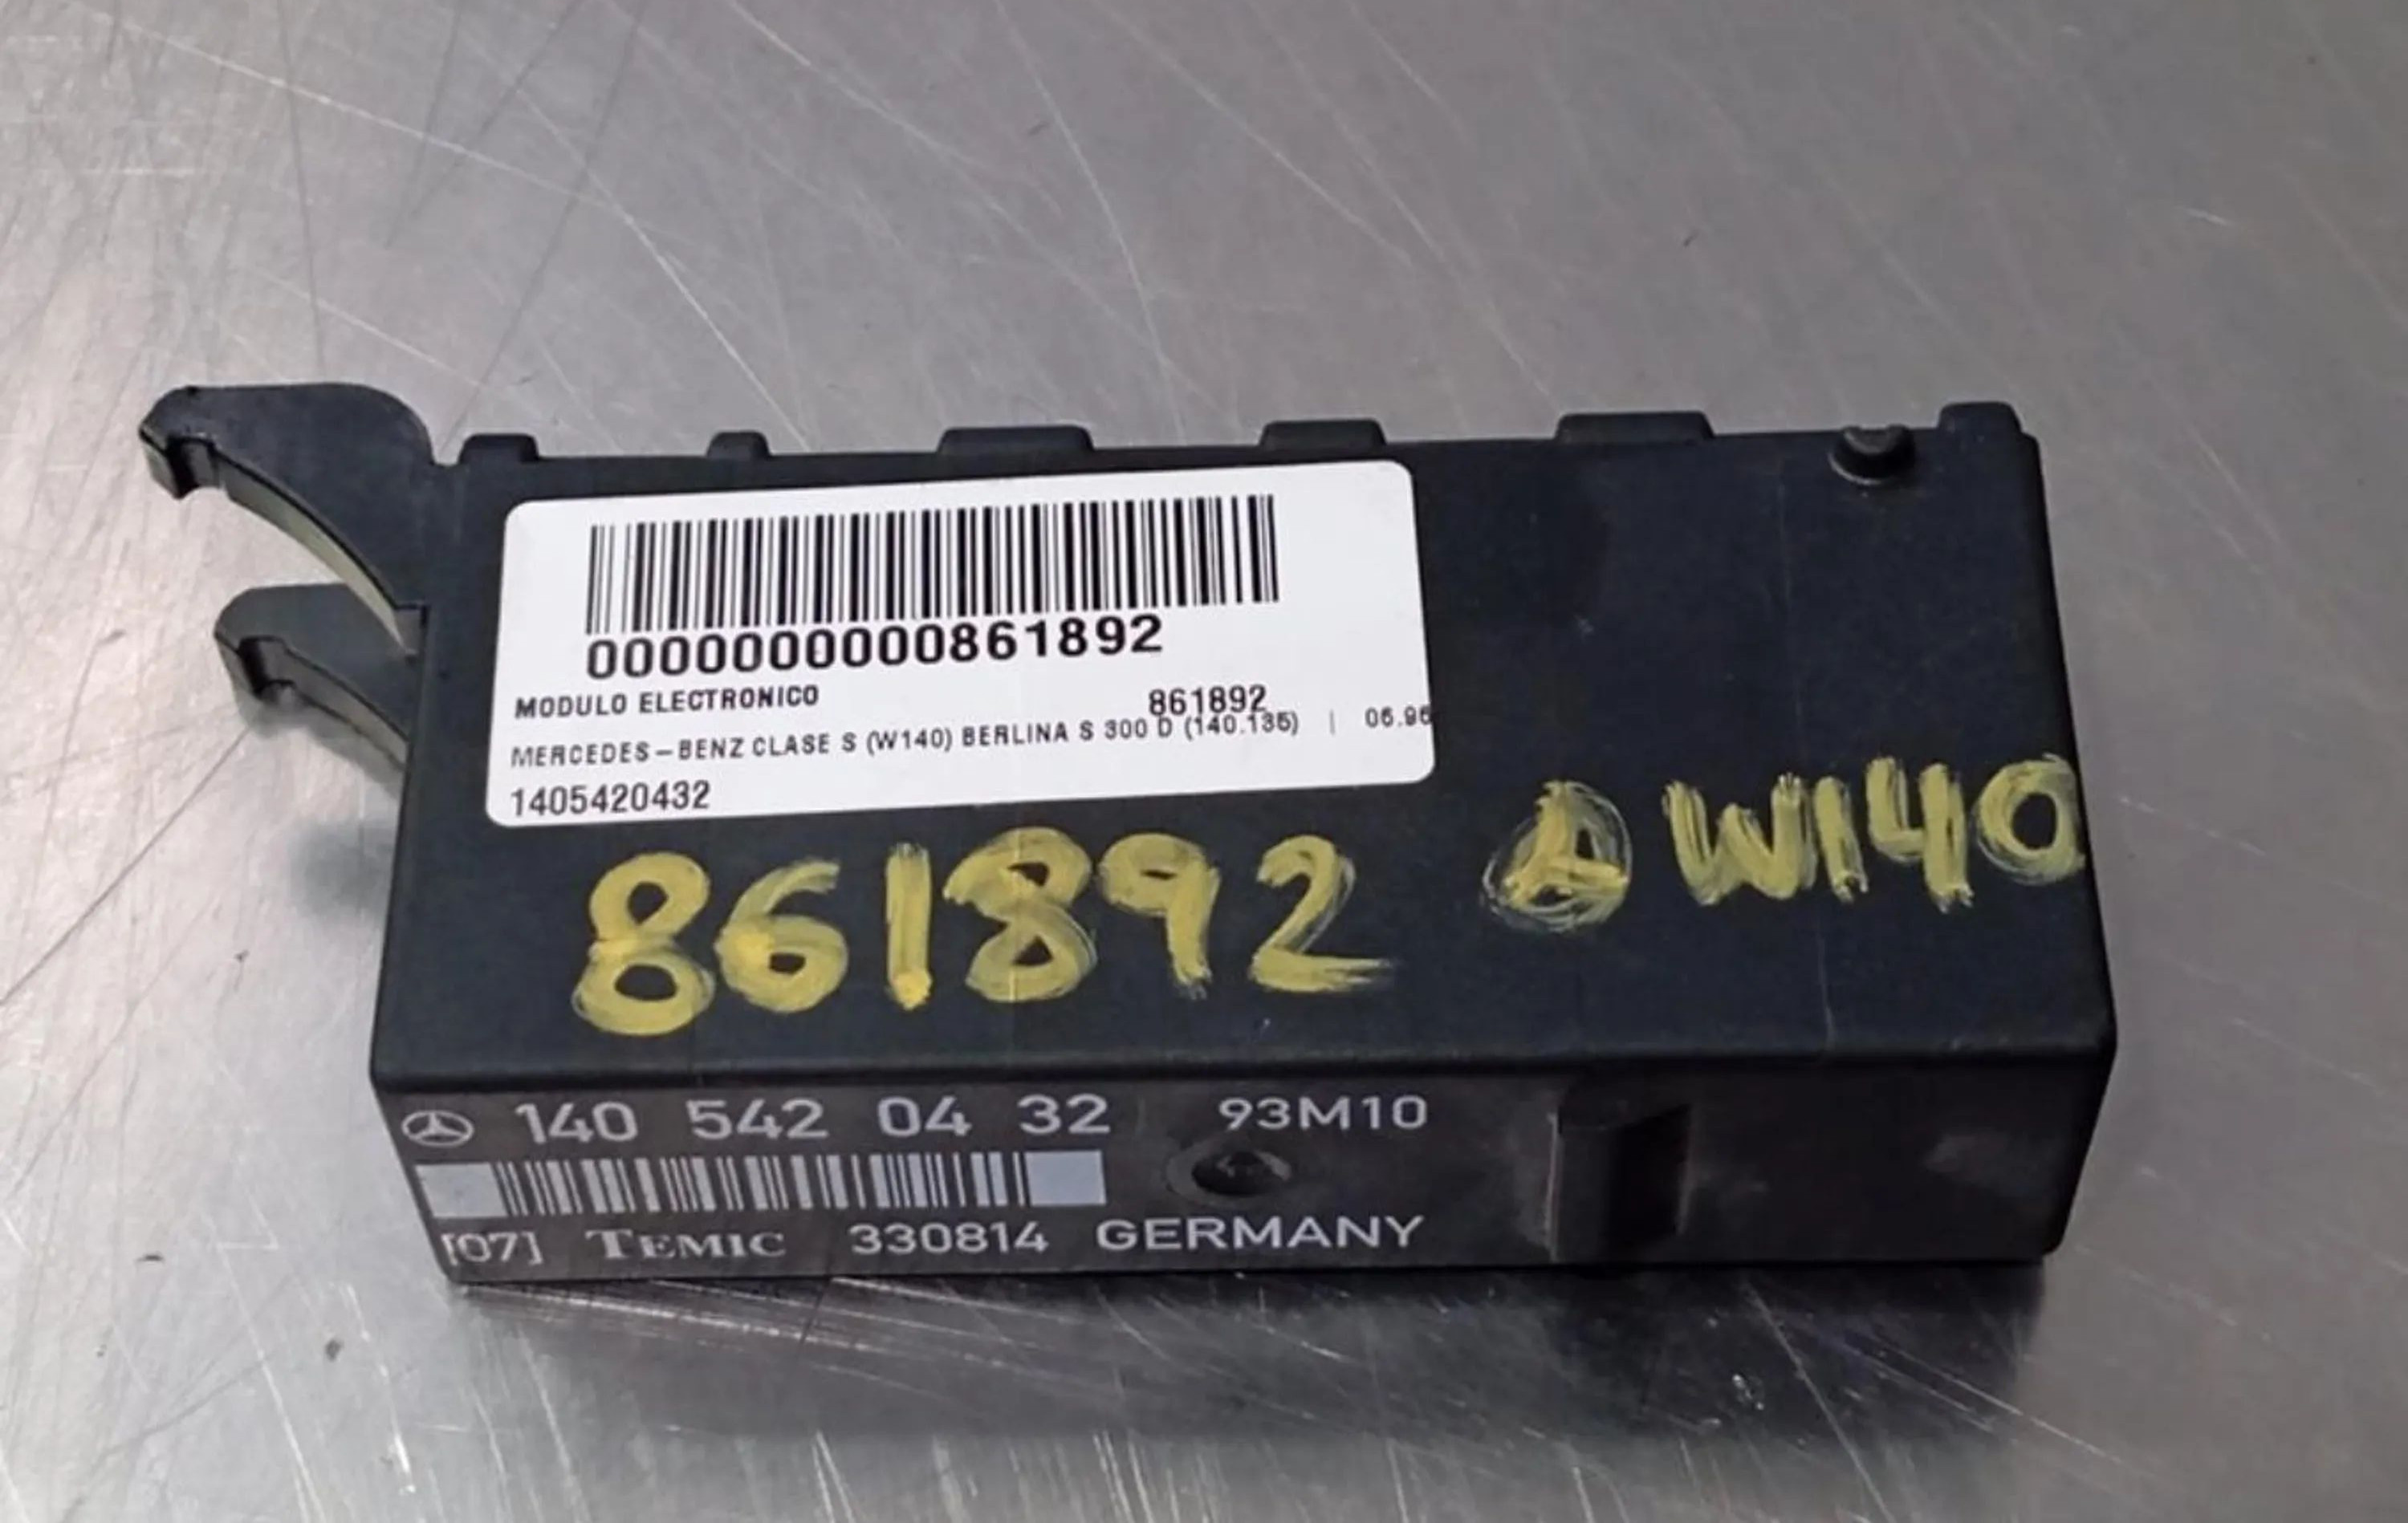 0000000000861892
MODULO ELECTRONICO 861892
MERCEDES-BENZ CLASE S (W140) BERLINA S 300 D (140.135) | 06.96
1405420432
861892 W140
140 542 04 32 93M10
[07] TEMIC 330814 GERMANY